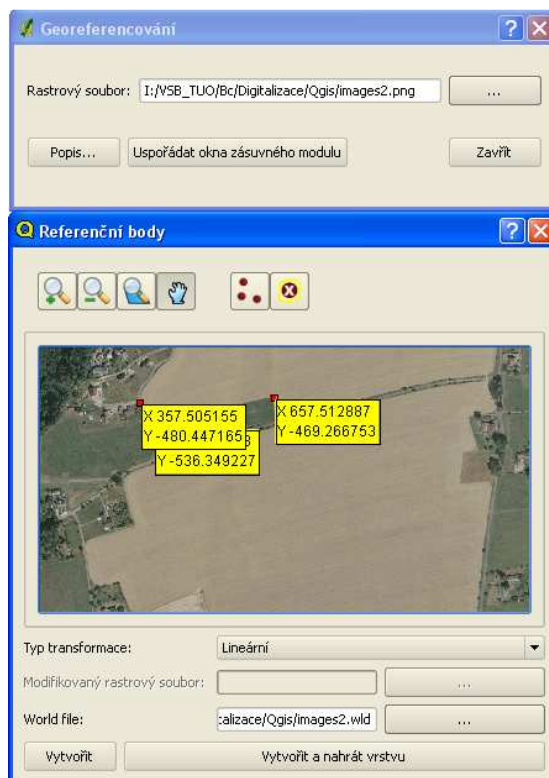 Georeferencování
Rastrový soubor: I:/VSB_TUO/Bc/Digitalizace/Qgis/images2.png ...
Popis... Uspořádat okna zásuvného modulu Zavřít
Referenční body
X 357.505155
Y -480.447165
Y -536.349227
X 657.512887
Y -469.266753
Typ transformace: Lineární
Modifikovaný rastrový soubor: ...
World file: :alizace/Qgis/images2.wld ...
Vytvořit Vytvořit a nahrát vrstvu